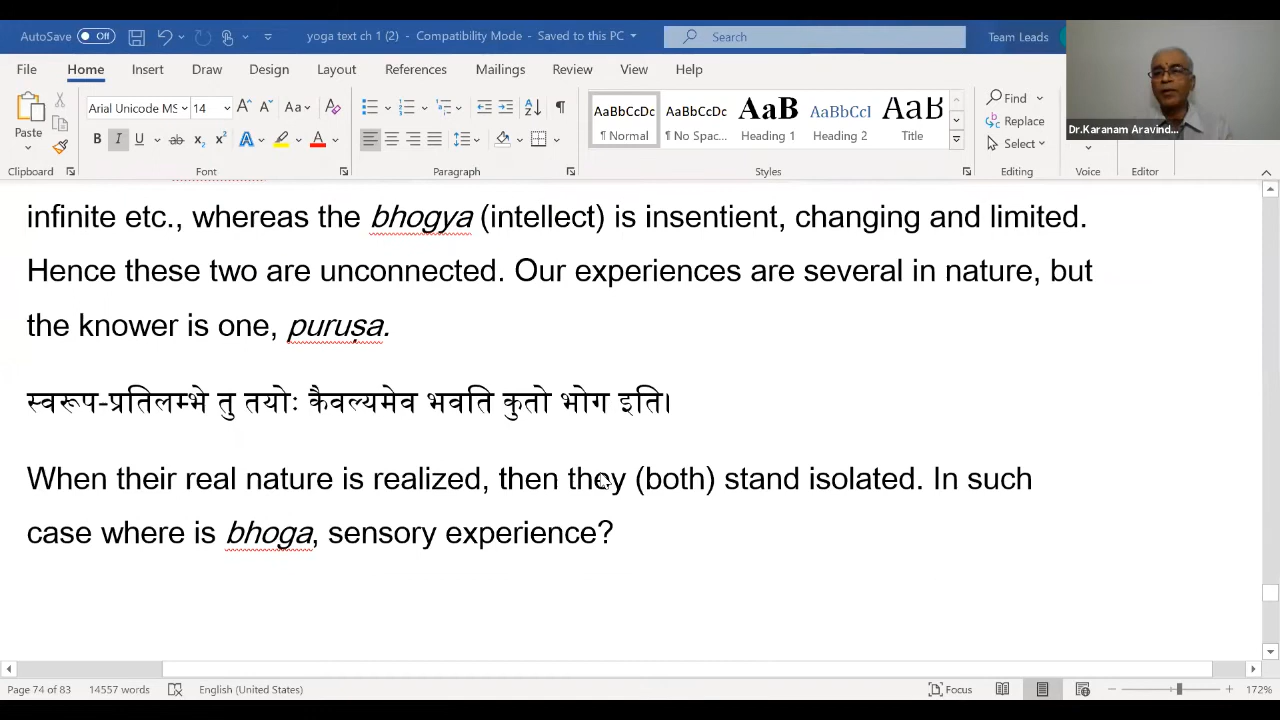 AutoSave Off yoga text ch 1 (2) - Compatibility Mode - Saved to this PC Search Team Leads
File Home Insert Draw Design Layout References Mailings Review View Help
Paste Arial Unicode MS 14 Aa
AaBbCcDc AaBbCcDc AaB AaBbCcI AaB
¶ Normal ¶ No Spac... Heading 1 Heading 2 Title
Find
Replace
Select
Dr.Karanam Aravind...
Clipboard Font Paragraph Styles Editing Voice Editor
infinite etc., whereas the bhogya (intellect) is insentient, changing and limited.
Hence these two are unconnected. Our experiences are several in nature, but
the knower is one, puruṣa.
स्वरूप-प्रतिलम्भे तु तयोः कैवल्यमेव भवति कुतो भोग इति।
When their real nature is realized, then they (both) stand isolated. In such
case where is bhoga, sensory experience?
Page 74 of 83 14557 words English (United States) Focus 172%